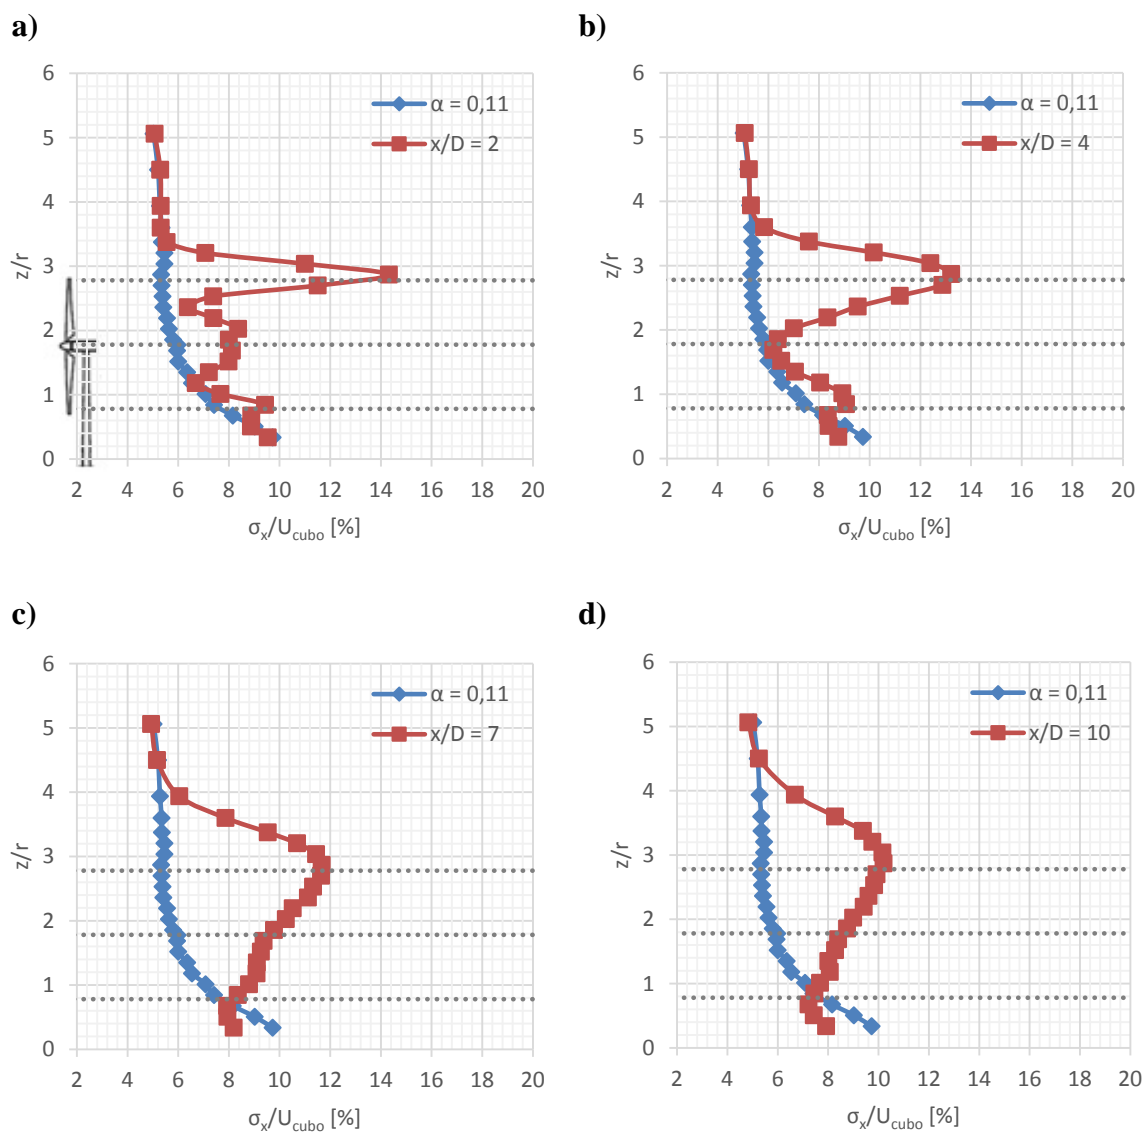 a)
6
5
4
3
2
1
0
z/r
α = 0,11
x/D = 2
2 4 6 8 10 12 14 16 18 20
σx/Ucubo [%]
b)
6
5
4
3
2
1
0
z/r
α = 0,11
x/D = 4
2 4 6 8 10 12 14 16 18 20
σx/Ucubo [%]
c)
6
5
4
3
2
1
0
z/r
α = 0,11
x/D = 7
2 4 6 8 10 12 14 16 18 20
σx/Ucubo [%]
d)
6
5
4
3
2
1
0
z/r
α = 0,11
x/D = 10
2 4 6 8 10 12 14 16 18 20
σx/Ucubo [%]